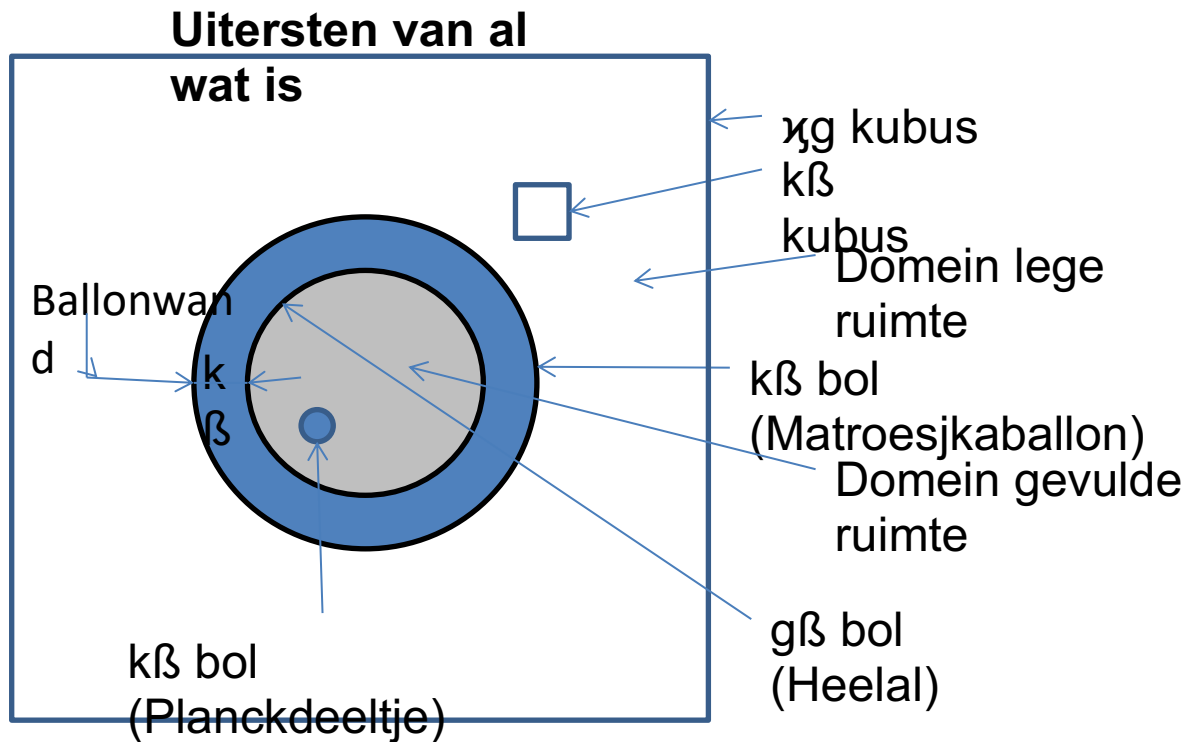 Uitersten van al
wat is
ϗg kubus
kß
kubus
Domein lege
ruimte
Ballonwan
d
k
ß
kß bol
(Matroesjkaballon)
Domein gevulde
ruimte
gß bol
(Heelal)
kß bol
(Planckdeeltje)